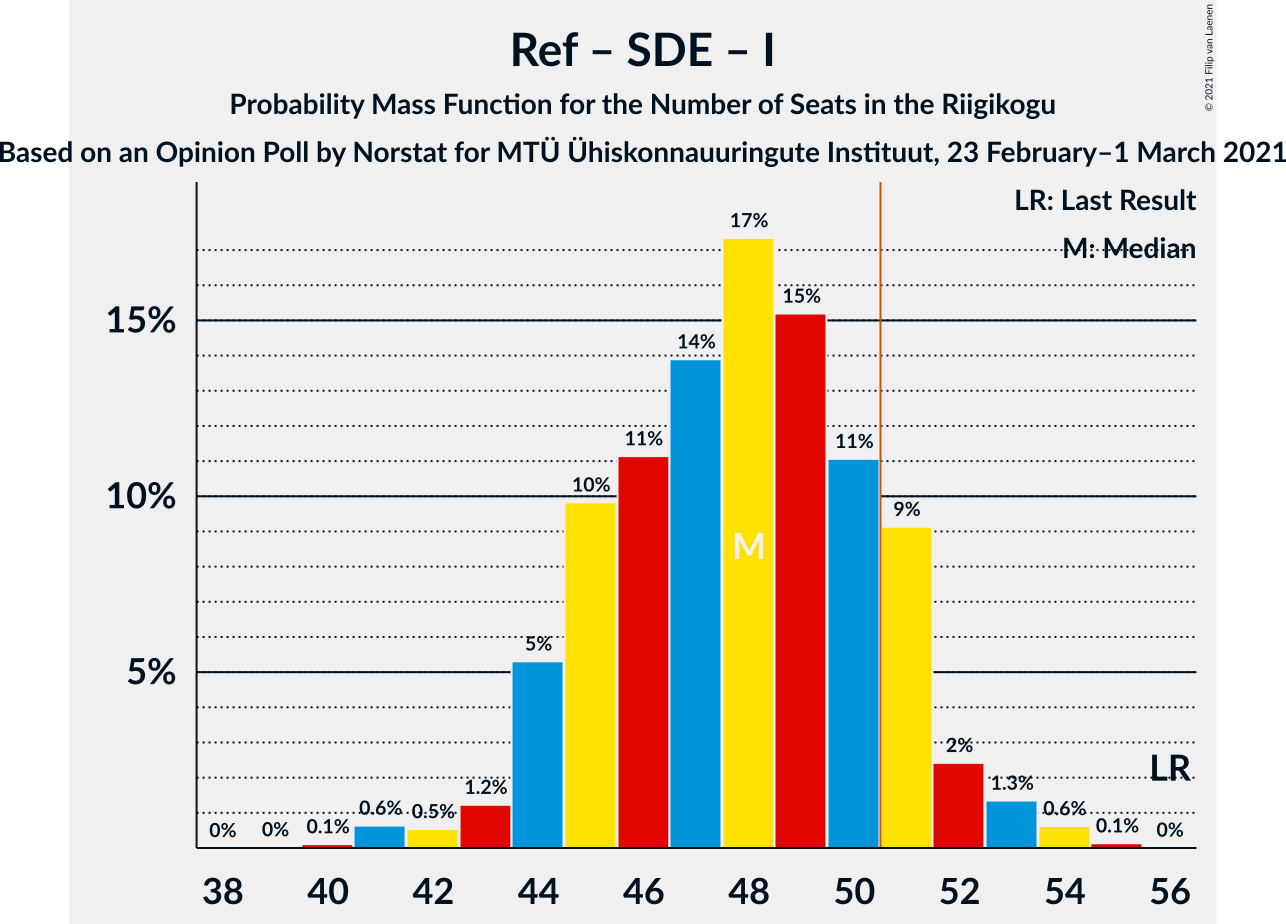 Ref – SDE – I
Probability Mass Function for the Number of Seats in the Riigikogu
Based on an Opinion Poll by Norstat for MTÜ Ühiskonnauuringute Instituut, 23 February–1 March 2021
© 2021 Filip van Laenen
LR: Last Result
M: Median
17%
15%
15%
14%
11%
11%
10%
10%
9%
M
5%
5%
2%
LR
1.2%
1.3%
0.6%
0.5%
0.6%
0%
0%
0.1%
0.1%
0%
38 40 42 44 46 48 50 52 54 56